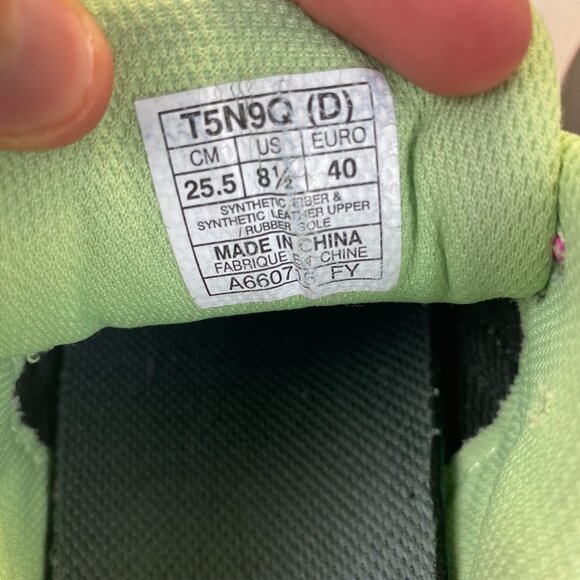 T5N9Q (D)
CM US EURO
25.5 8½ 40
SYNTHETIC FIBER &
SYNTHETIC LEATHER UPPER
/ RUBBER SOLE
MADE IN CHINA
FABRIQUE EN CHINE
FY